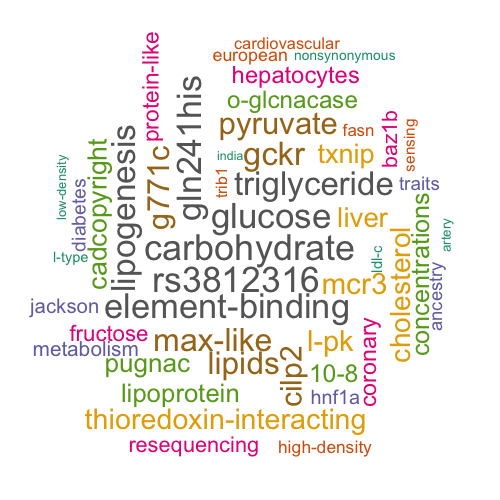 cardiovascular
european
nonsynonymous
protein-like
hepatocytes
o-glcnacase
pyruvate
fasn
baz1b
sensing
gln241his
g771c
gckr
txnip
india
trib1
triglyceride
traits
low-density
diabetes
cadcopyright
lipogenesis
glucose
liver
carbohydrate
l-type
rs3812316
mcr3
ldl-c
cholesterol
concentrations
ancestry
artery
jackson
element-binding
fructose
metabolism
max-like
l-pk
pugnac
lipids
cilp2
10-8
coronary
lipoprotein
hnf1a
thioredoxin-interacting
resequencing
high-density